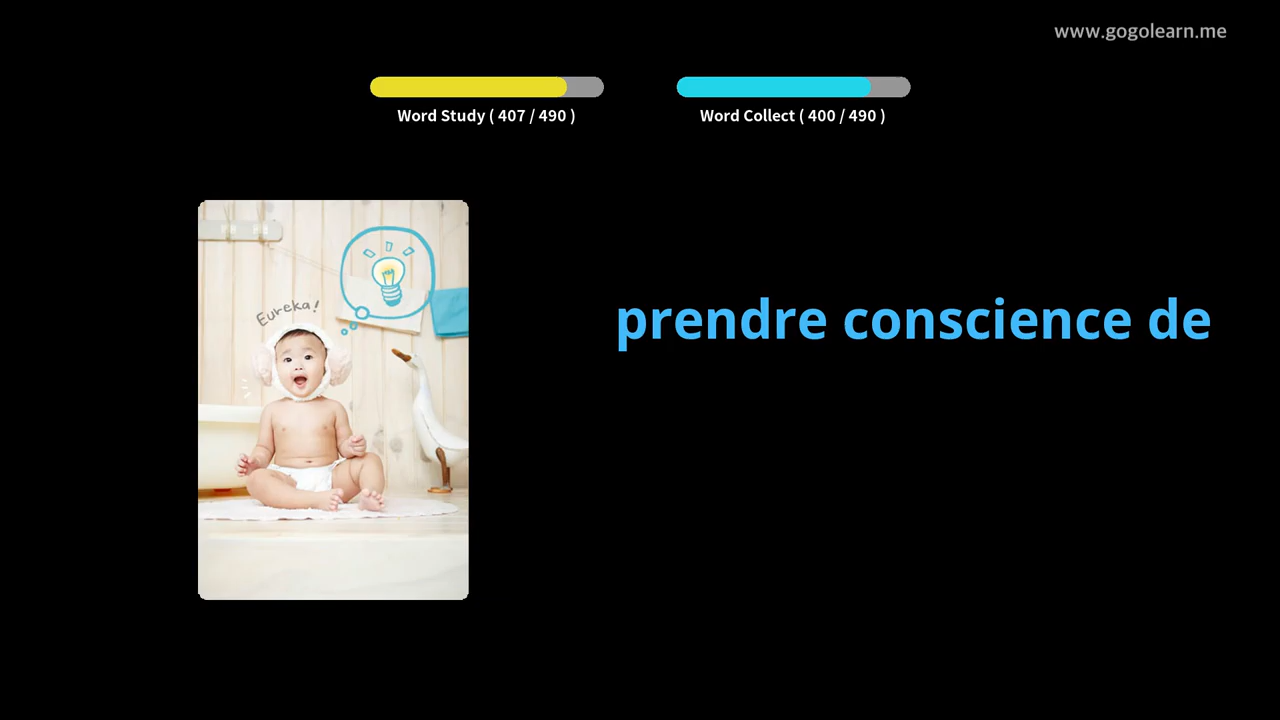 www.gogolearn.me
Word Study ( 407 / 490 )
Word Collect ( 400 / 490 )
Eureka!
prendre conscience de